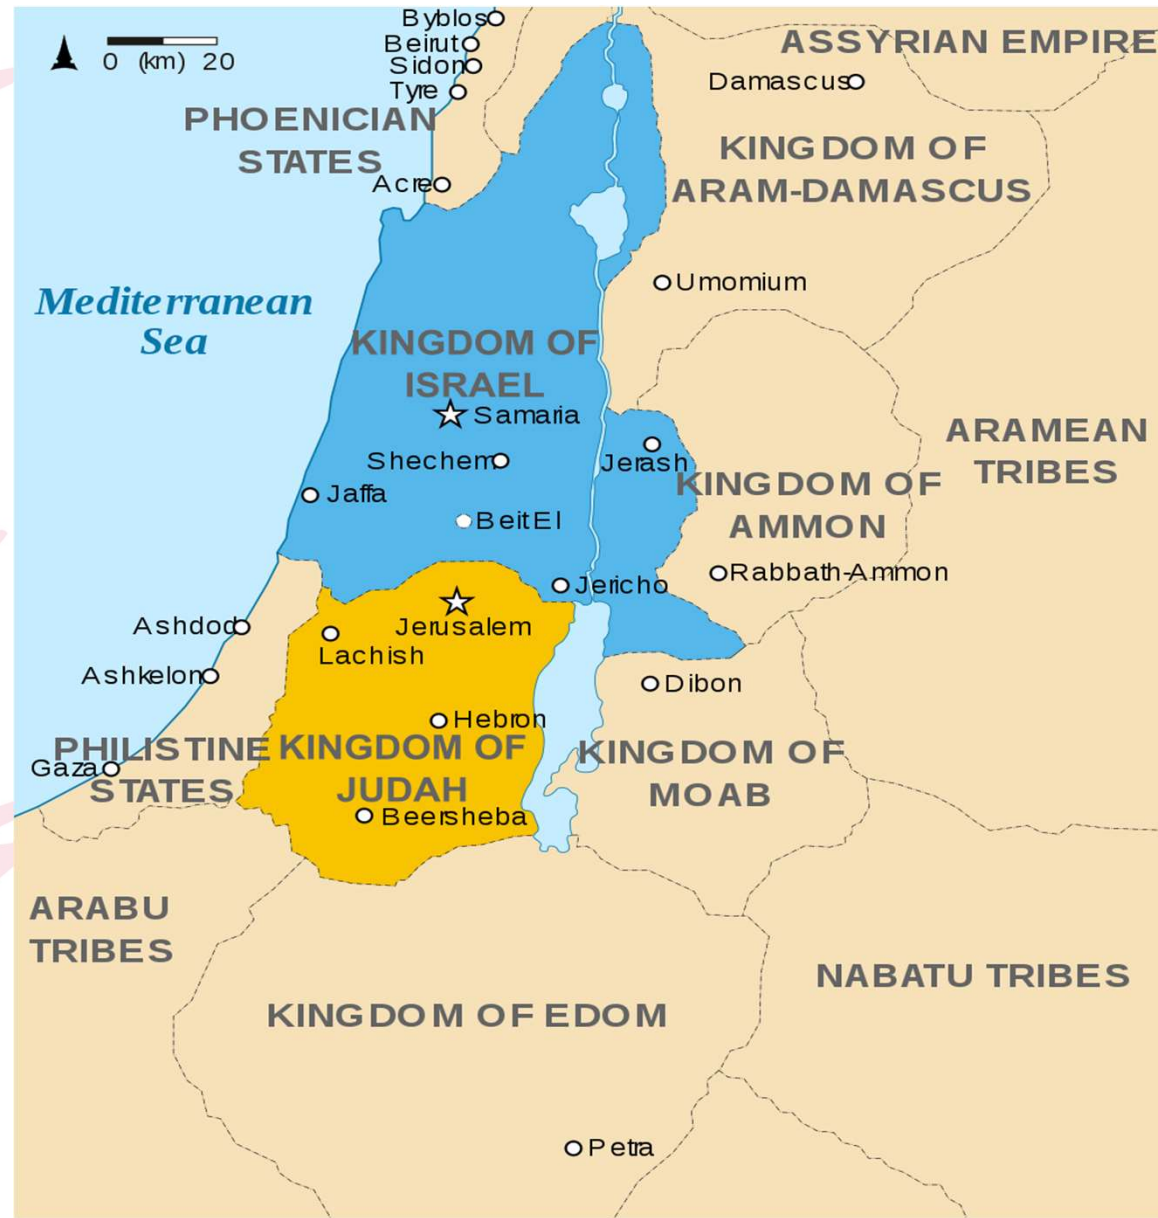 Byblos
Beirut
Sidon
Tyre
0 (km) 20
ASSYRIAN EMPIRE
Damascus
PHOENICIAN
STATES
KINGDOM OF
ARAM-DAMASCUS
Acre
Umomium
Mediterranean
Sea
KINGDOM OF
ISRAEL
Samaria
Shechem
Jerash
ARAMEAN
TRIBES
Jaffa
KINGDOM OF
AMMON
BeitEl
Rabbath-Ammon
Jericho
Jerusalem
Ashdod
Lachish
Ashkelon
Dibon
Hebron
PHILISTINE
STATES
KINGDOM OF
JUDAH
KINGDOM OF
MOAB
Gaza
Beersheba
ARABU
TRIBES
NABATU TRIBES
KINGDOM OF EDOM
Petra